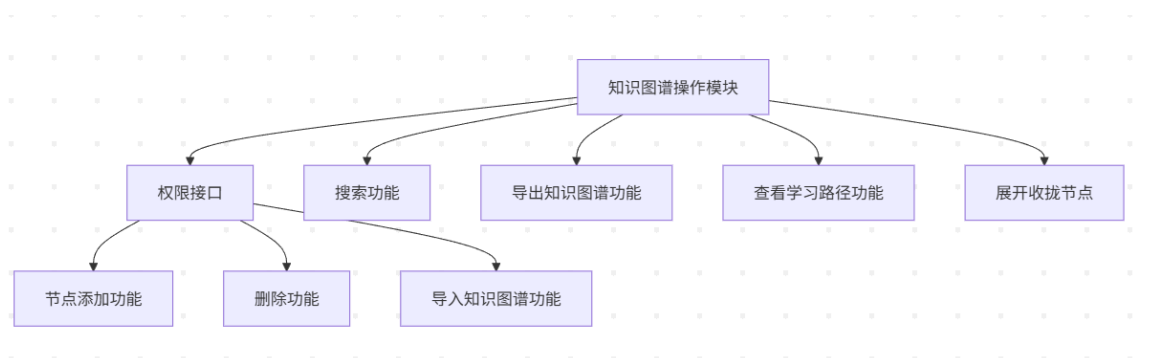 知识图谱操作模块
权限接口
搜索功能
导出知识图谱功能
查看学习路径功能
展开收拢节点
节点添加功能
删除功能
导入知识图谱功能